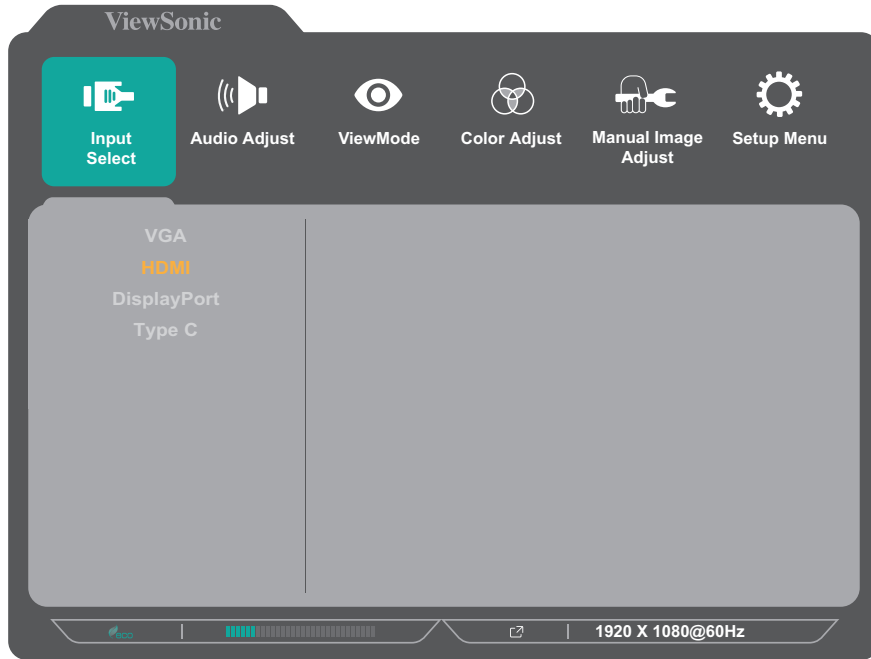 ViewSonic
Input
Select
Audio Adjust
ViewMode
Color Adjust
Manual Image
Adjust
Setup Menu
VGA
HDMI
DisplayPort
Type C
eco
1920 X 1080@60Hz